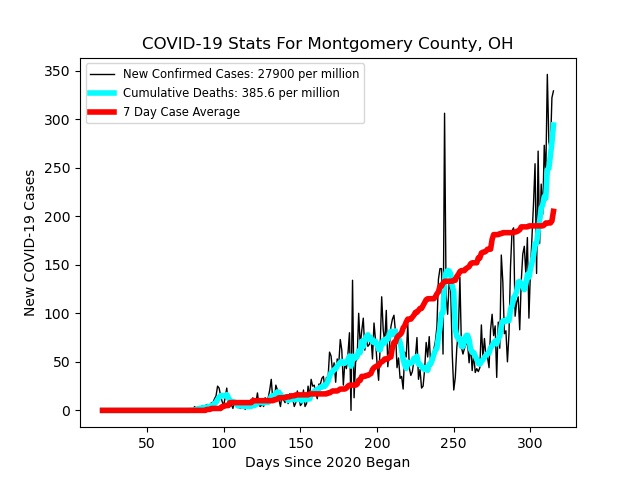 COVID-19 Stats For Montgomery County, OH
New Confirmed Cases: 27900 per million
Cumulative Deaths: 385.6 per million
7 Day Case Average
New COVID-19 Cases
350
300
250
200
150
100
50
0
50 100 150 200 250 300
Days Since 2020 Began